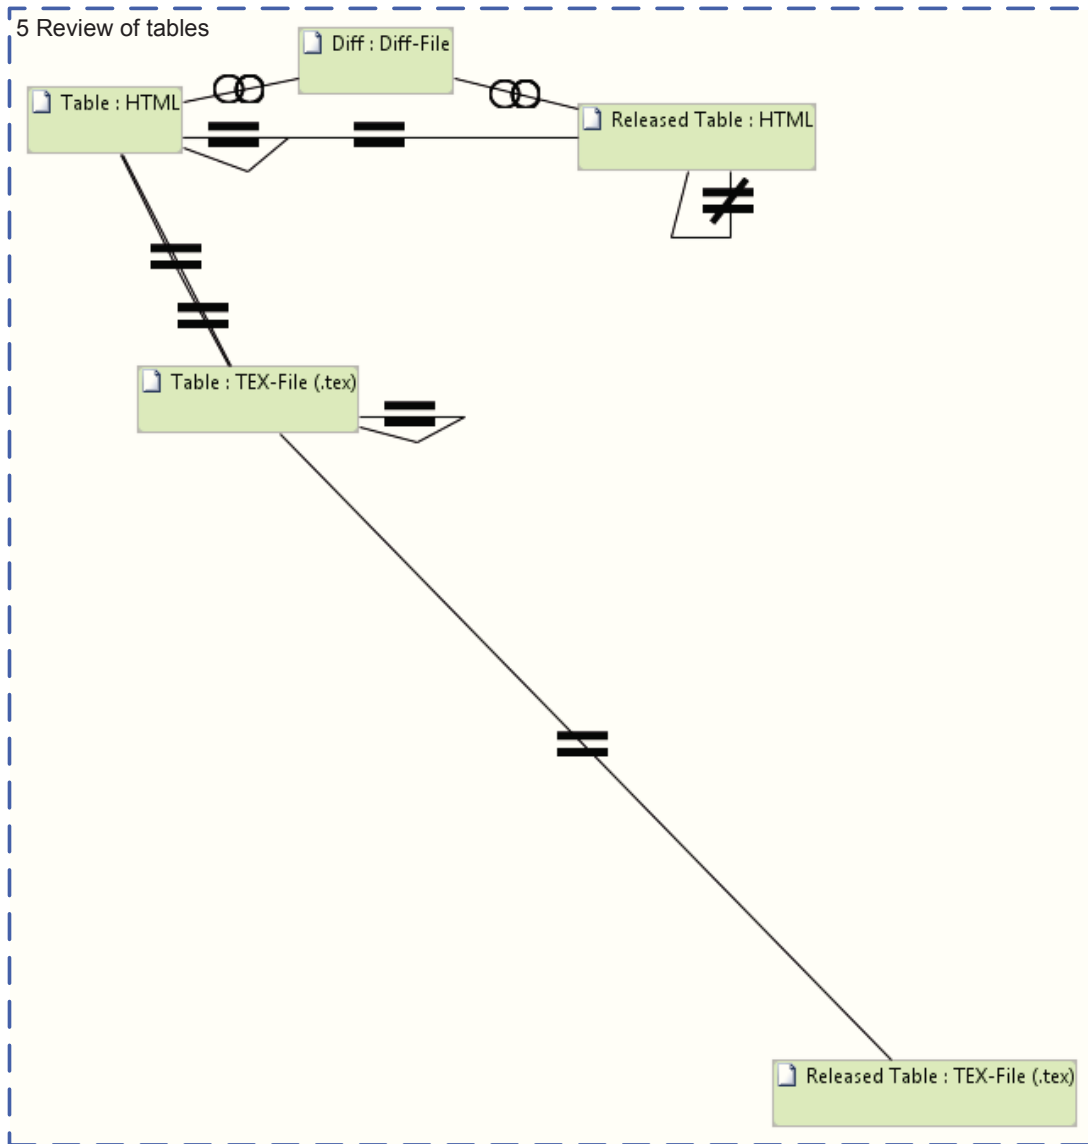 5 Review of tables
Diff : Diff-File
Table : HTML
Released Table : HTML
Table : TEX-File (.tex)
Released Table : TEX-File (.tex)